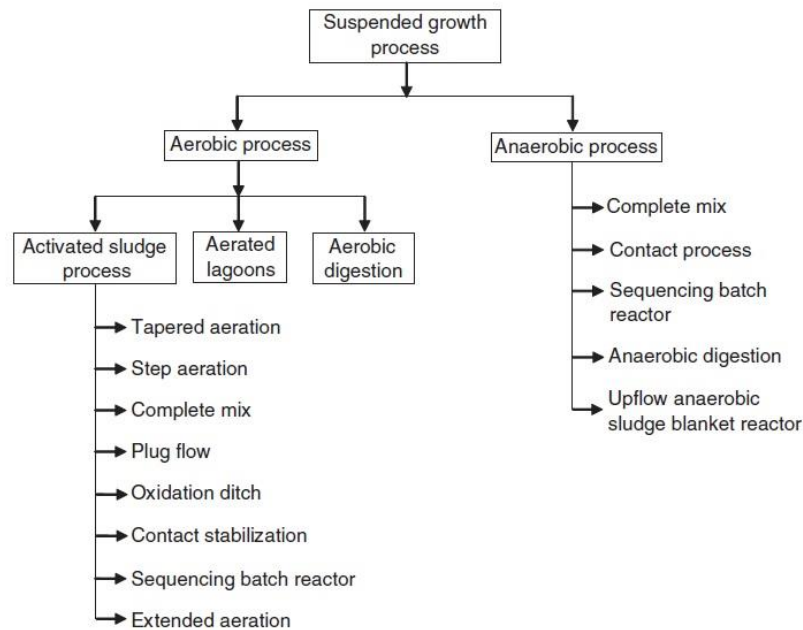 Suspended growth
process
Aerobic process
Anaerobic process
Activated sludge
process
Aerated
lagoons
Aerobic
digestion
Tapered aeration
Step aeration
Complete mix
Plug flow
Oxidation ditch
Contact stabilization
Sequencing batch reactor
Extended aeration
Complete mix
Contact process
Sequencing batch
reactor
Anaerobic digestion
Upflow anaerobic
sludge blanket reactor